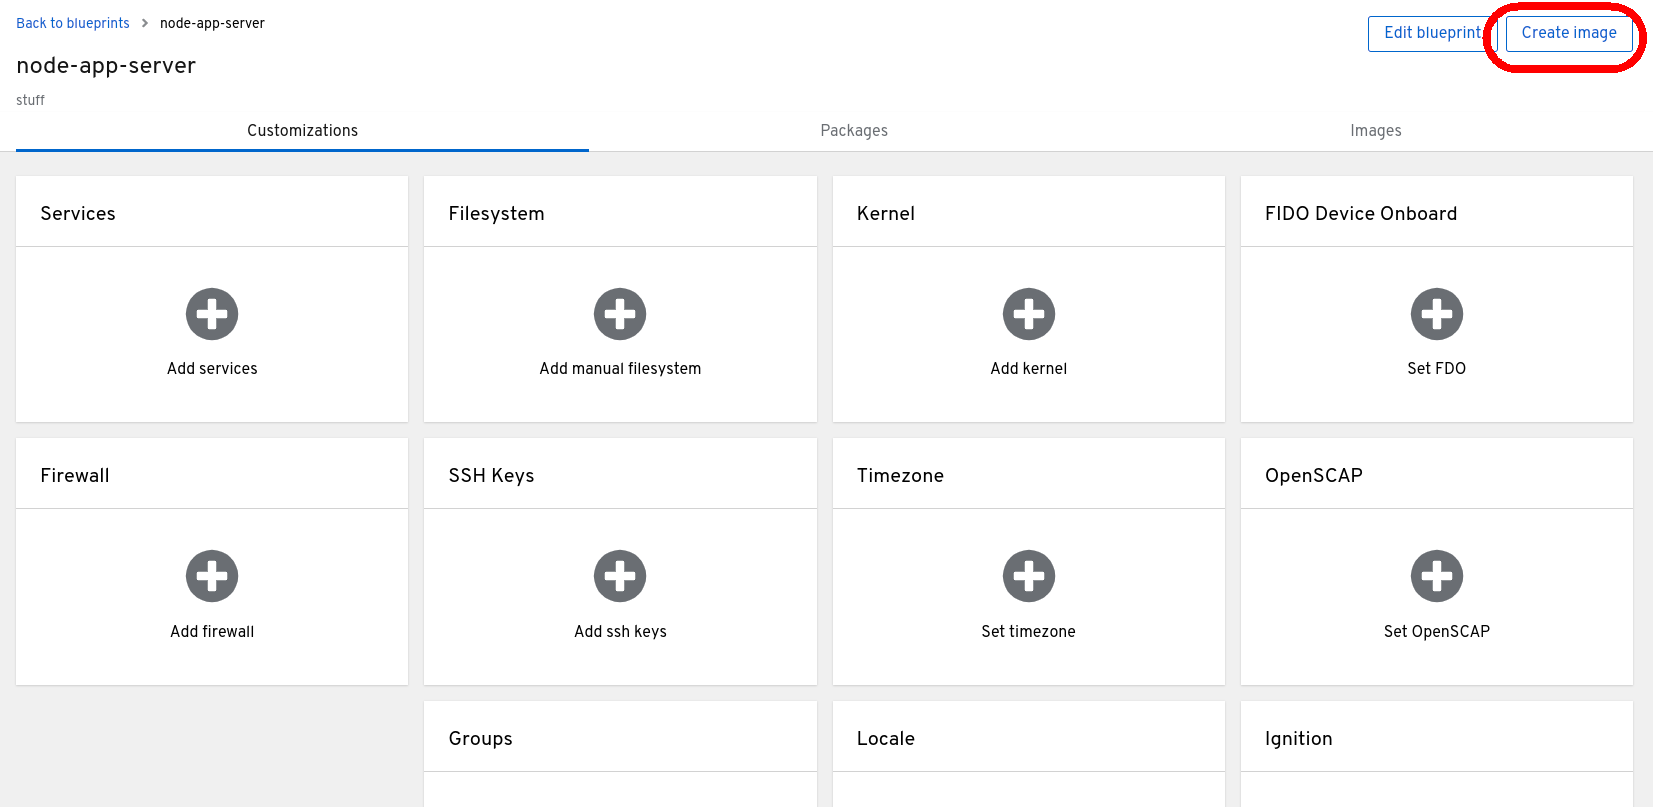 Back to blueprints > node-app-server
Edit blueprint
Create image
node-app-server
stuff
Customizations
Packages
Images
Services
Filesystem
Kernel
FIDO Device Onboard
Add services
Add manual filesystem
Add kernel
Set FDO
Firewall
SSH Keys
Timezone
OpenSCAP
Add firewall
Add ssh keys
Set timezone
Set OpenSCAP
Groups
Locale
Ignition